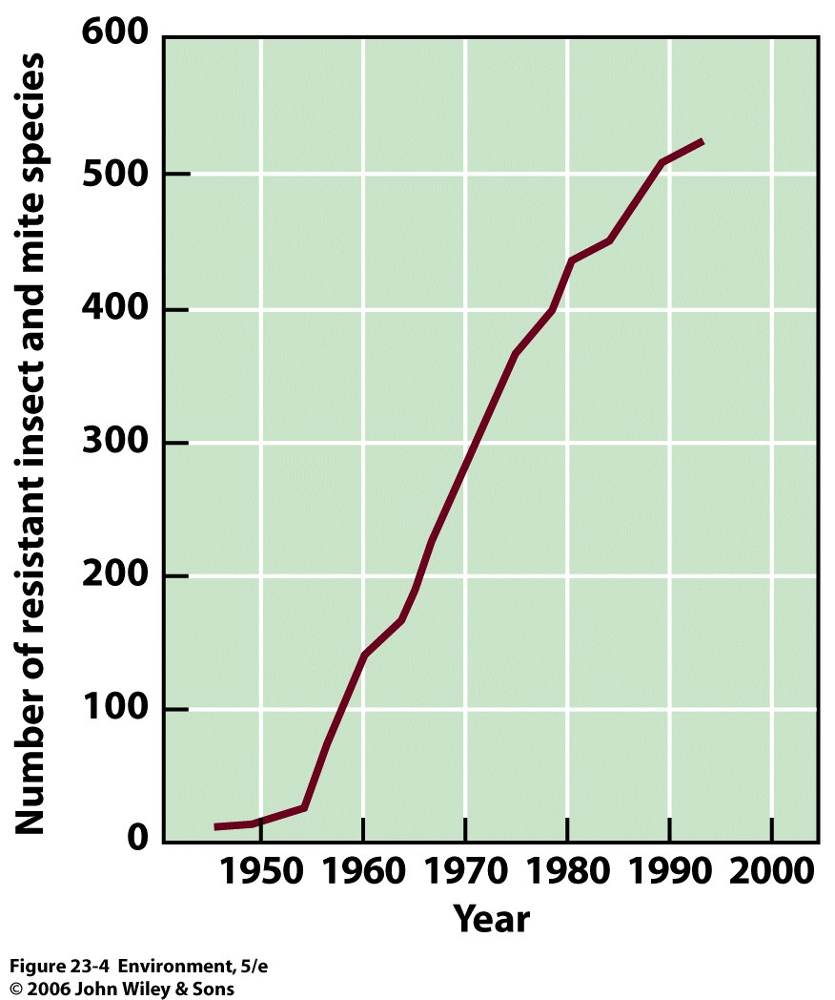 600
500
400
300
200
100
0
Number of resistant insect and mite species
1950 1960 1970 1980 1990 2000
Year
Figure 23-4 Environment, 5/e
© 2006 John Wiley & Sons